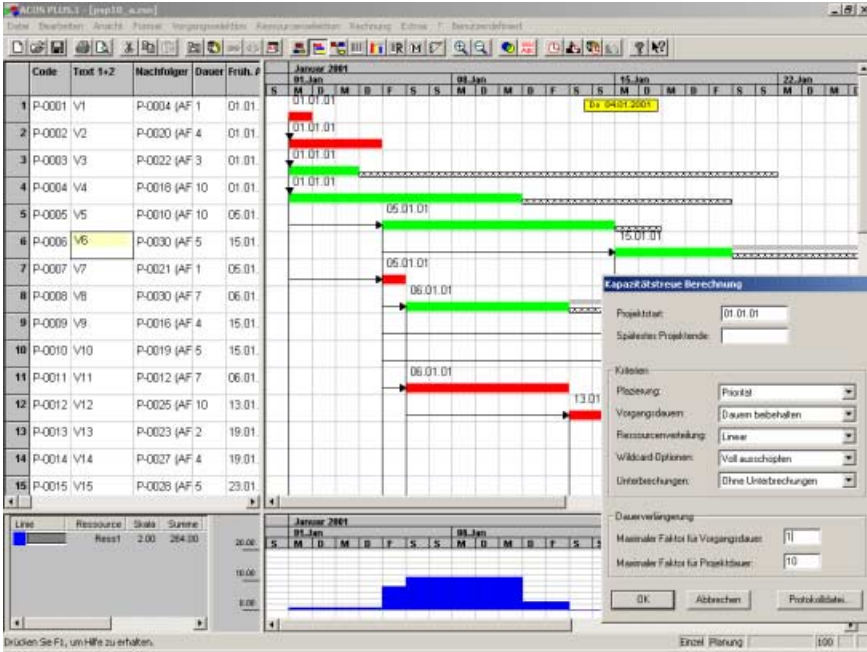 ACOS PLUS.1 - [psp10_a.rsn]
Datei Bearbeiten Ansicht Format Vorgangsselektion Ressourcenselektion Rechnung Extras ? Benutzerdefiniert
Code Text 1+2 Nachfolger Dauer Früh. A
Januar 2001
01.Jan 08.Jan 15.Jan 22.Jan
S M D M D F S S M D M D F S S M D M D F S S M D M
Do 04.01.2001
1 P-0001 V1 P-0004 (AF 1 01.01. 01.01.01
2 P-0002 V2 P-0020 (AF 4 01.01. 01.01.01
3 P-0003 V3 P-0022 (AF 3 01.01. 01.01.01
4 P-0004 V4 P-0018 (AF 10 01.01. 01.01.01
5 P-0005 V5 P-0010 (AF 10 05.01. 05.01.01
6 P-0006 V6 P-0030 (AF 5 15.01. 15.01.01
7 P-0007 V7 P-0021 (AF 1 05.01. 05.01.01
8 P-0008 V8 P-0030 (AF 7 06.01. 06.01.01
9 P-0009 V9 P-0016 (AF 4 15.01.
10 P-0010 V10 P-0019 (AF 5 15.01.
11 P-0011 V11 P-0012 (AF 7 06.01. 06.01.01
12 P-0012 V12 P-0025 (AF 10 13.01. 13.01
13 P-0013 V13 P-0023 (AF 2 19.01.
14 P-0014 V14 P-0027 (AF 4 19.01.
15 P-0015 V15 P-0028 (AF 5 23.01.
Kapazitätstreue Berechnung
Projektstart: 01.01.01
Spätestes Projektende:
Kriterien
Plazierung: Priorität
Vorgangsdauern: Dauern beibehalten
Ressourcenverteilung: Linear
Wildcard-Optionen: Voll ausschöpfen
Unterbrechungen: Ohne Unterbrechungen
Dauerverlängerung
Maximaler Faktor für Vorgangsdauer: 1
Maximaler Faktor für Projektdauer: 10
OK Abbrechen Protokolldatei...
Linie Ressource Skala Summe
Ress1 2.00 264.00
20.00
10.00
0.00
Januar 2001
01.Jan 08.Jan
S M D M D F S S M D M D F S
Drücken Sie F1, um Hilfe zu erhalten.
Einzel Planung 100